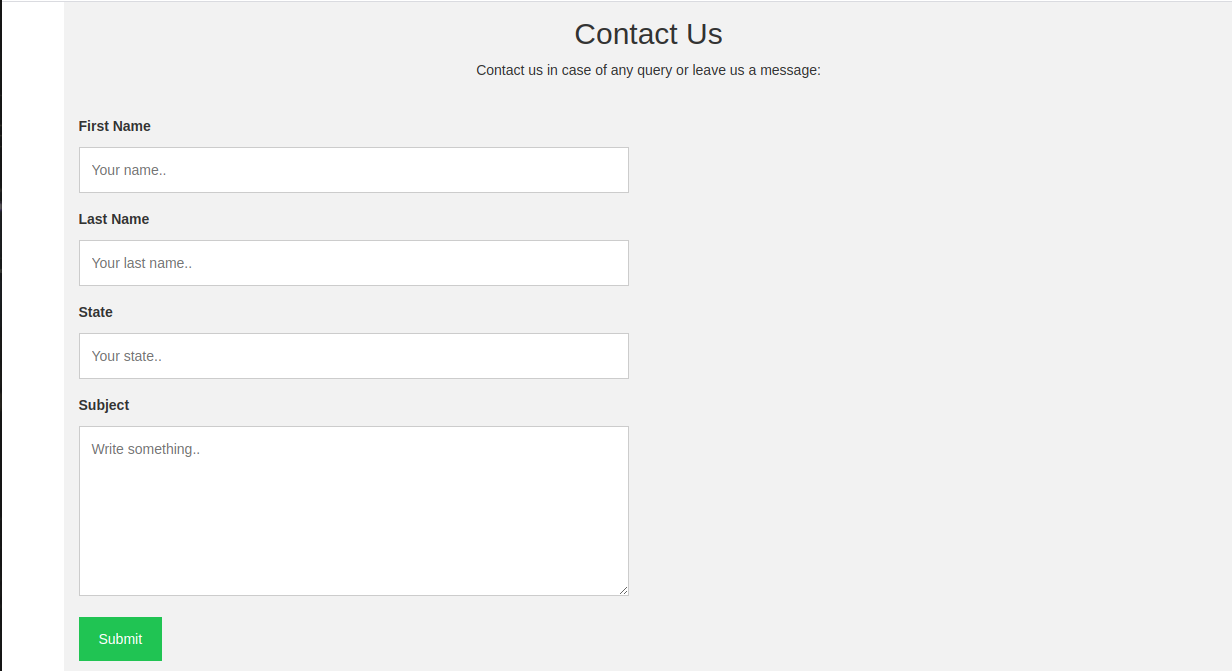 Contact Us
Contact us in case of any query or leave us a message:
First Name
Your name..
Last Name
Your last name..
State
Your state..
Subject
Write something..
Submit